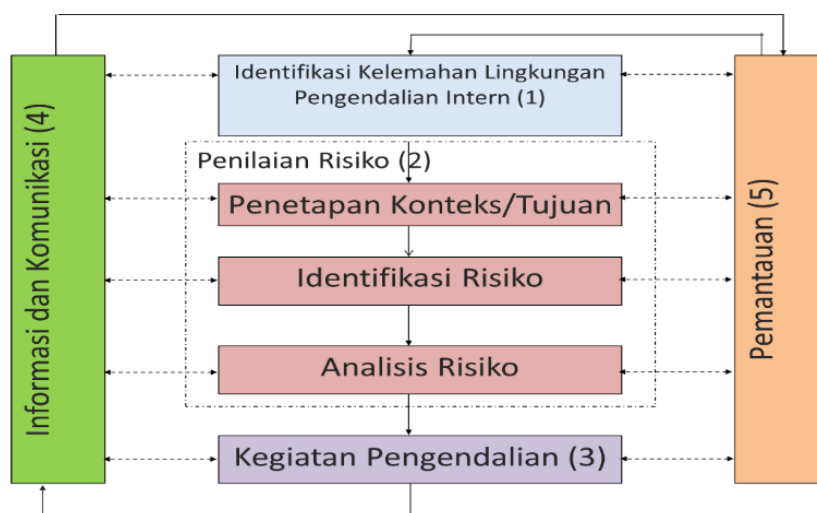 Informasi dan Komunikasi (4)
Identifikasi Kelemahan Lingkungan
Pengendalian Intern (1)
Penilaian Risiko (2)
Penetapan Konteks/Tujuan
Identifikasi Risiko
Analisis Risiko
Kegiatan Pengendalian (3)
Pemantauan (5)